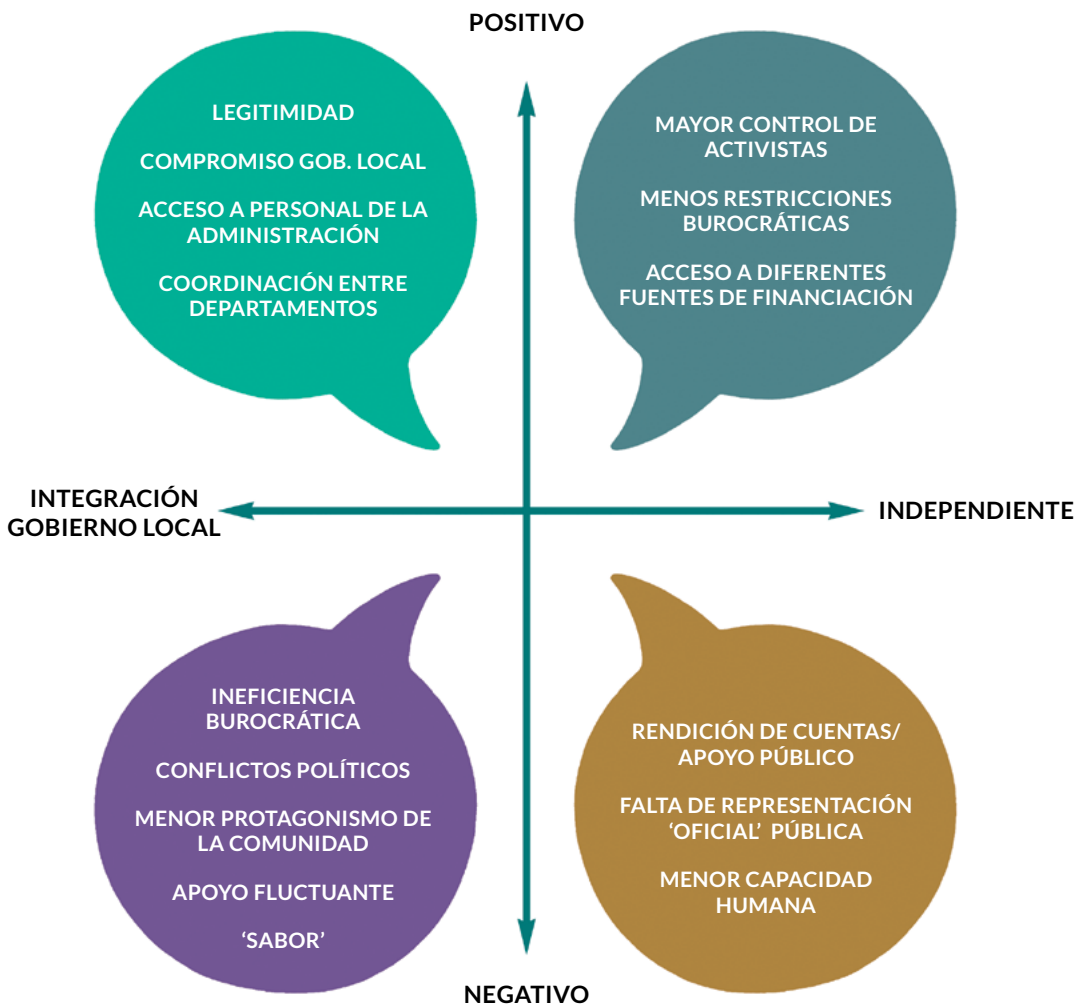 POSITIVO
LEGITIMIDAD
COMPROMISO GOB. LOCAL
ACCESO A PERSONAL DE LA
ADMINISTRACIÓN
COORDINACIÓN ENTRE
DEPARTAMENTOS
MAYOR CONTROL DE
ACTIVISTAS
MENOS RESTRICCIONES
BUROCRÁTICAS
ACCESO A DIFERENTES
FUENTES DE FINANCIACIÓN
INTEGRACIÓN
GOBIERNO LOCAL
INDEPENDIENTE
INEFICIENCIA
BUROCRÁTICA
CONFLICTOS POLÍTICOS
MENOR PROTAGONISMO DE
LA COMUNIDAD
APOYO FLUCTUANTE
‘SABOR’
RENDICIÓN DE CUENTAS/
APOYO PÚBLICO
FALTA DE REPRESENTACIÓN
‘OFICIAL’ PÚBLICA
MENOR CAPACIDAD
HUMANA
NEGATIVO